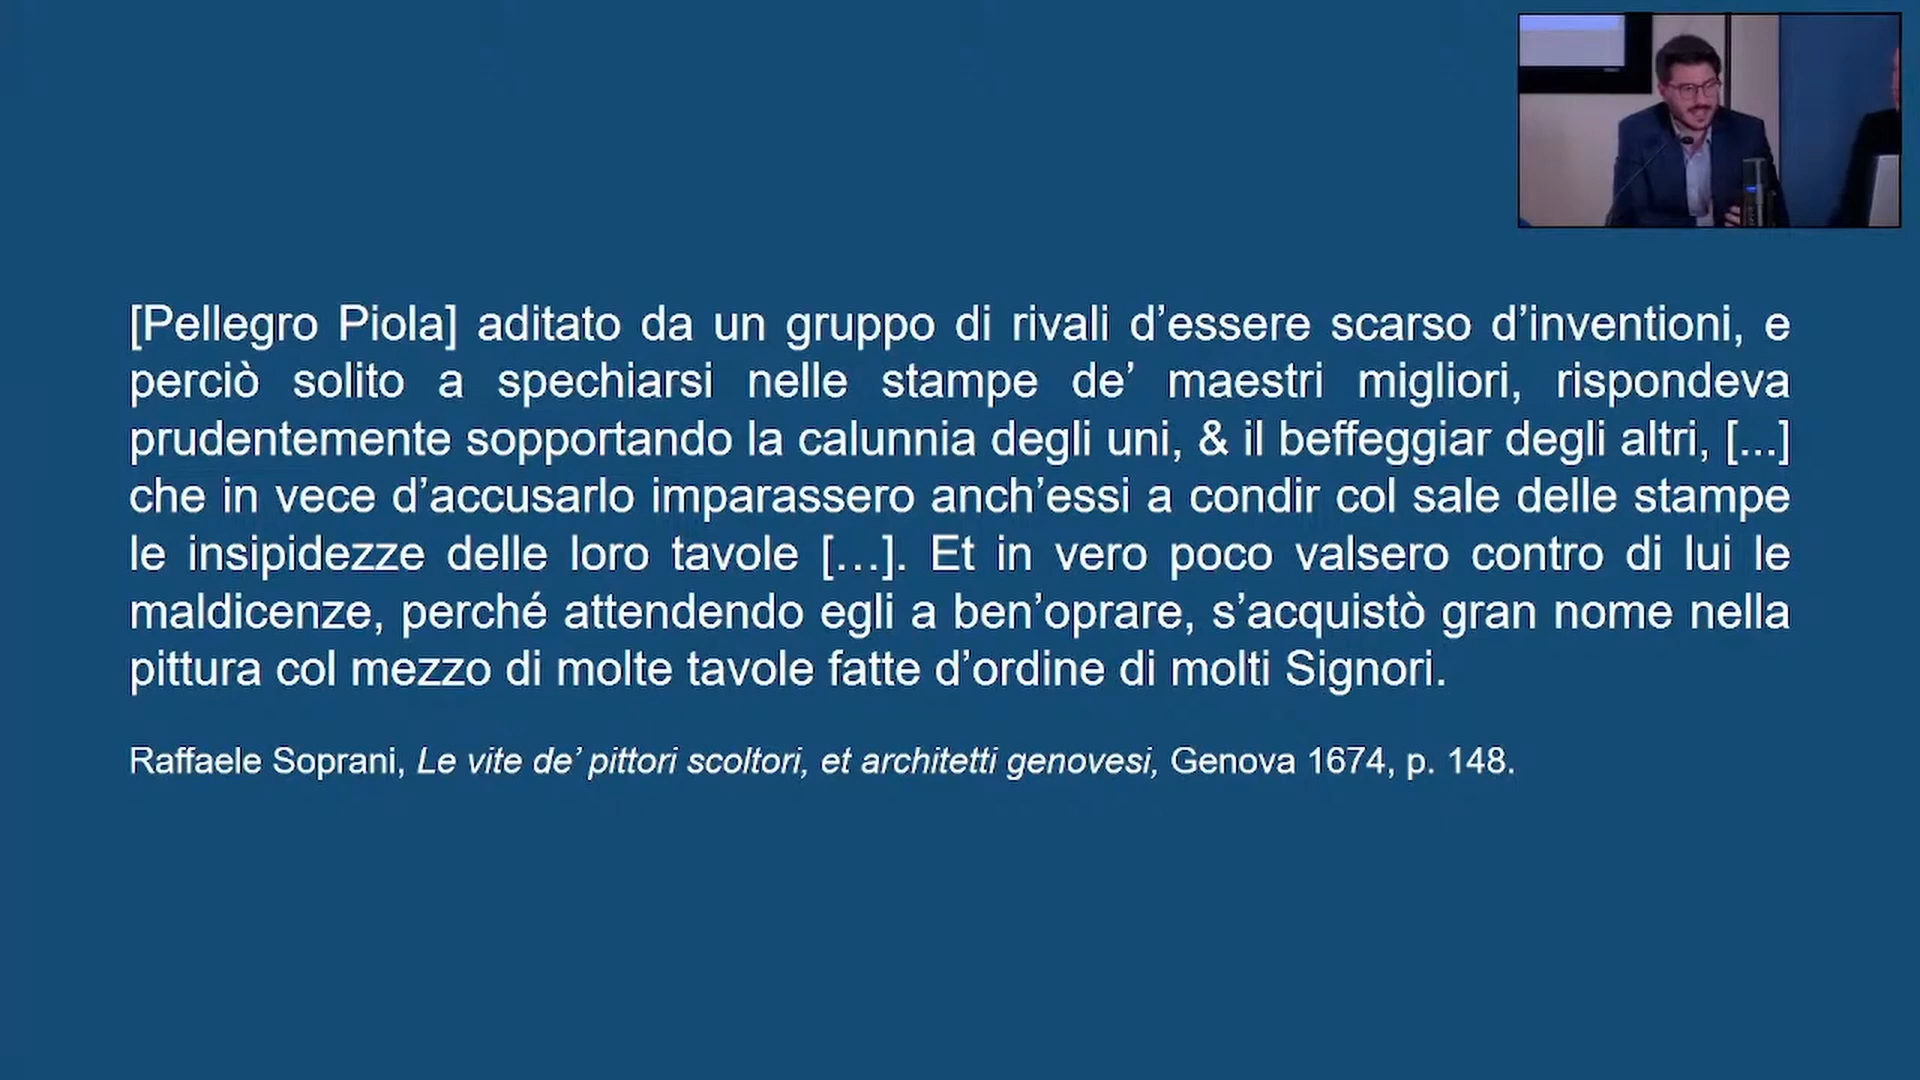 [Pellegro Piola] aditato da un gruppo di rivali d’essere scarso d’inventioni, e
perciò solito a spechiarsi nelle stampe de’ maestri migliori, rispondeva
prudentemente sopportando la calunnia degli uni, & il beffeggiar degli altri, [...]
che in vece d’accusarlo imparassero anch’essi a condir col sale delle stampe
le insipidezze delle loro tavole […]. Et in vero poco valsero contro di lui le
maldicenze, perché attendendo egli a ben’oprare, s’acquistò gran nome nella
pittura col mezzo di molte tavole fatte d’ordine di molti Signori.
Raffaele Soprani, Le vite de’ pittori scoltori, et architetti genovesi, Genova 1674, p. 148.